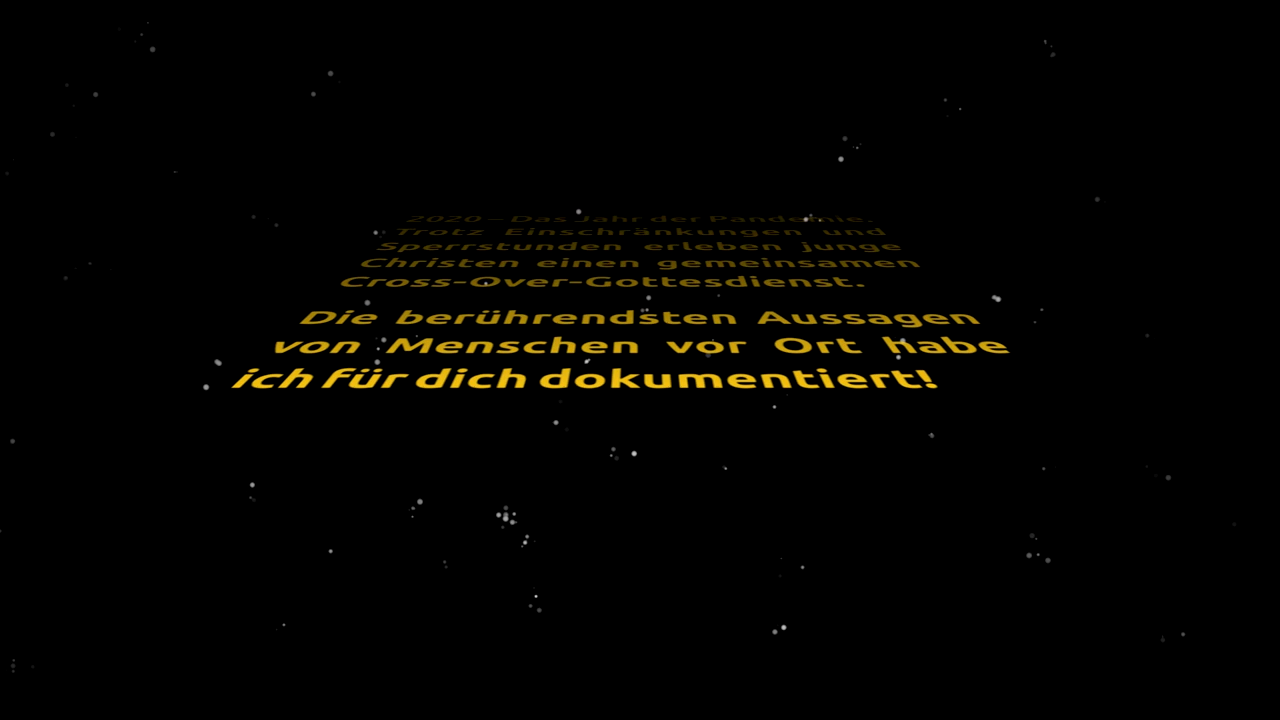 2020 – Das Jahr der Pandemie.
Trotz Einschränkungen und
Sperrstunden erleben junge
Christen einen gemeinsamen
Cross-Over-Gottesdienst.
Die berührendsten Aussagen
von Menschen vor Ort habe
ich für dich dokumentiert!